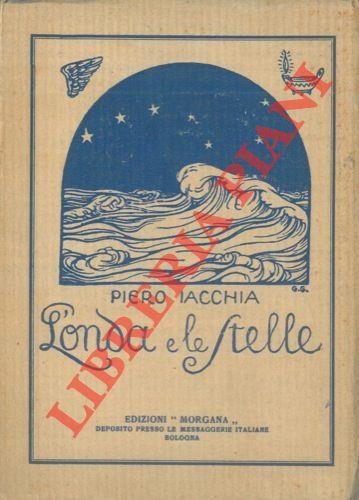 G.G.
PIERO IACCHIA
L'onda e le stelle
EDIZIONI " MORGANA „
DEPOSITO PRESSO LE MESSAGGERIE ITALIANE
BOLOGNA
LIBRERIA PIANI